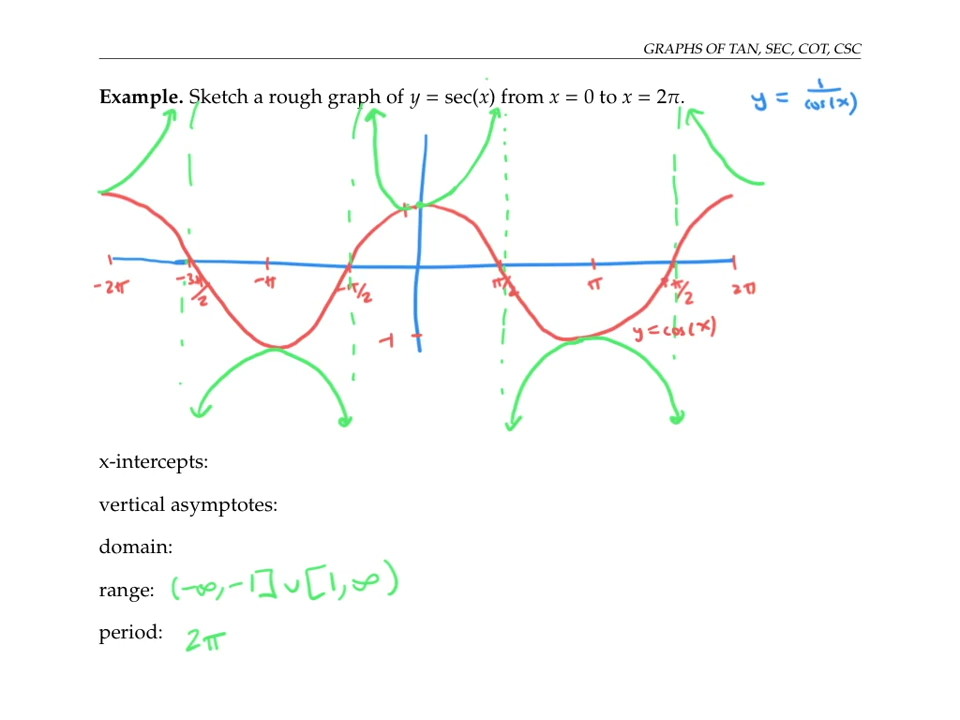 GRAPHS OF TAN, SEC, COT, CSC
Example. Sketch a rough graph of y = sec(x) from x = 0 to x = 2π.
y = 1/cos(x)
-2π -3π/2 -π -π/2 π/2 π 3π/2 2π
-1
y = cos(x)
x-intercepts:
vertical asymptotes:
domain:
range: (-∞, -1] ∪ [1, ∞)
period: 2π